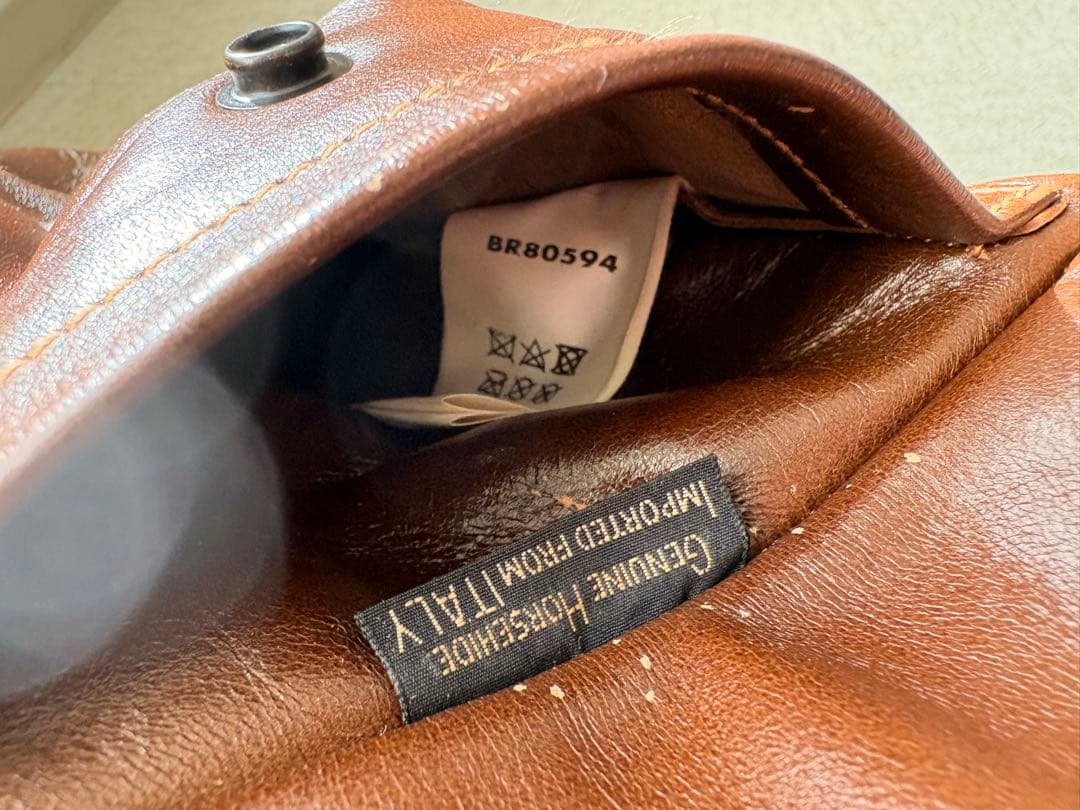 BR80594
GENUINE HORSEHIDE
IMPORTED FROM ITALY